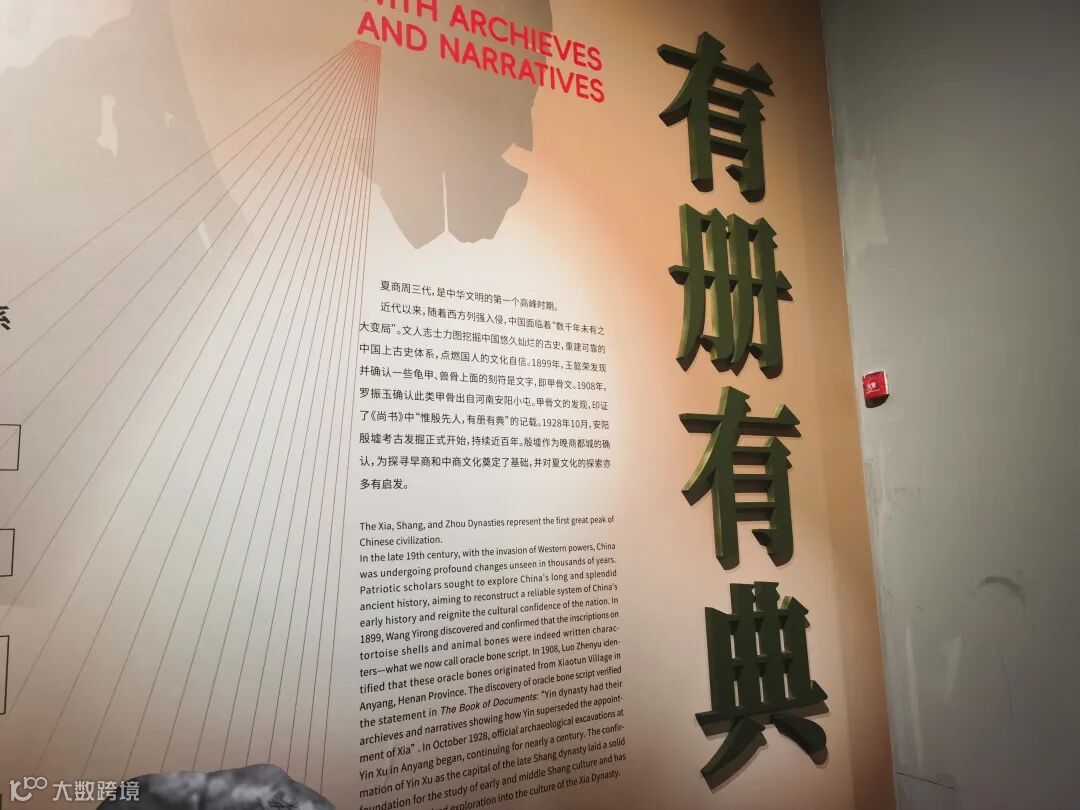 WITH ARCHIEVES
AND NARRATIVES
有册有典
系
夏商周三代，是中华文明的第一个高峰时期。
近代以来，随着西方列强入侵，中国面临着“数千年未有之
大变局”。文人志士力图挖掘中国悠久灿烂的古史，重建可靠的
中国上古史体系，点燃国人的文化自信。1899年，王懿荣发现
并确认一些龟甲、兽骨上面的刻符是文字，即甲骨文。1908年，
罗振玉确认此类甲骨出自河南安阳小屯。甲骨文的发现，印证
了《尚书》中“惟殷先人，有册有典”的记载。1928年10月，安阳
殷墟考古发掘正式开始，持续近百年。殷墟作为晚商都城的确
认，为探寻早商和中商文化奠定了基础，并对夏文化的探索亦
多有启发。
The Xia, Shang, and Zhou Dynasties represent the first great peak of
Chinese civilization.
In the late 19th century, with the invasion of Western powers, China
was undergoing profound changes unseen in thousands of years.
Patriotic scholars sought to explore China's long and splendid
ancient history, aiming to reconstruct a reliable system of China's
early history and reignite the cultural confidence of the nation. In
1899, Wang Yirong discovered and confirmed that the inscriptions on
tortoise shells and animal bones were indeed written charac-
ters—what we now call oracle bone script. In 1908, Luo Zhenyu iden-
tified that these oracle bones originated from Xiaotun Village in
Anyang, Henan Province. The discovery of oracle bone script verified
the statement in The Book of Documents: “Yin dynasty had their
archieves and narratives showing how Yin superseded the appoint-
ment of Xia”. In October 1928, official archaeological excavations at
Yin Xu in Anyang began, continuing for nearly a century. The confir-
mation of Yin Xu as the capital of the late Shang dynasty laid a solid
foundation for the study of early and middle Shang culture and has
exploration into the culture of the Xia Dynasty.
火警
大数跨境